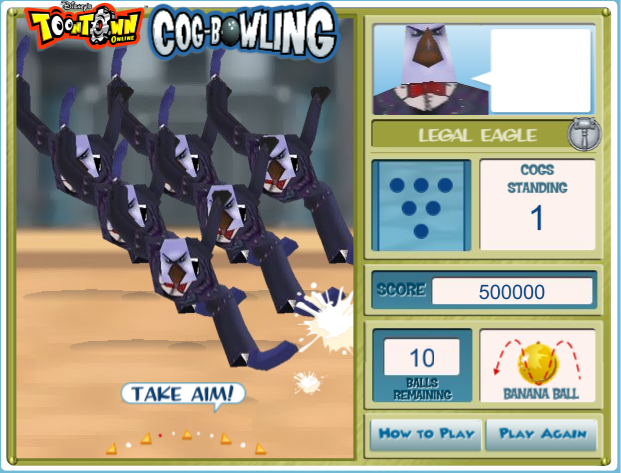 Disney's
TOONTOWN
ONLINE
COG-BOWLING
LEGAL EAGLE
COGS
STANDING
1
SCORE 500000
10
BALLS
REMAINING
BANANA BALL
TAKE AIM!
HOW TO PLAY
PLAY AGAIN